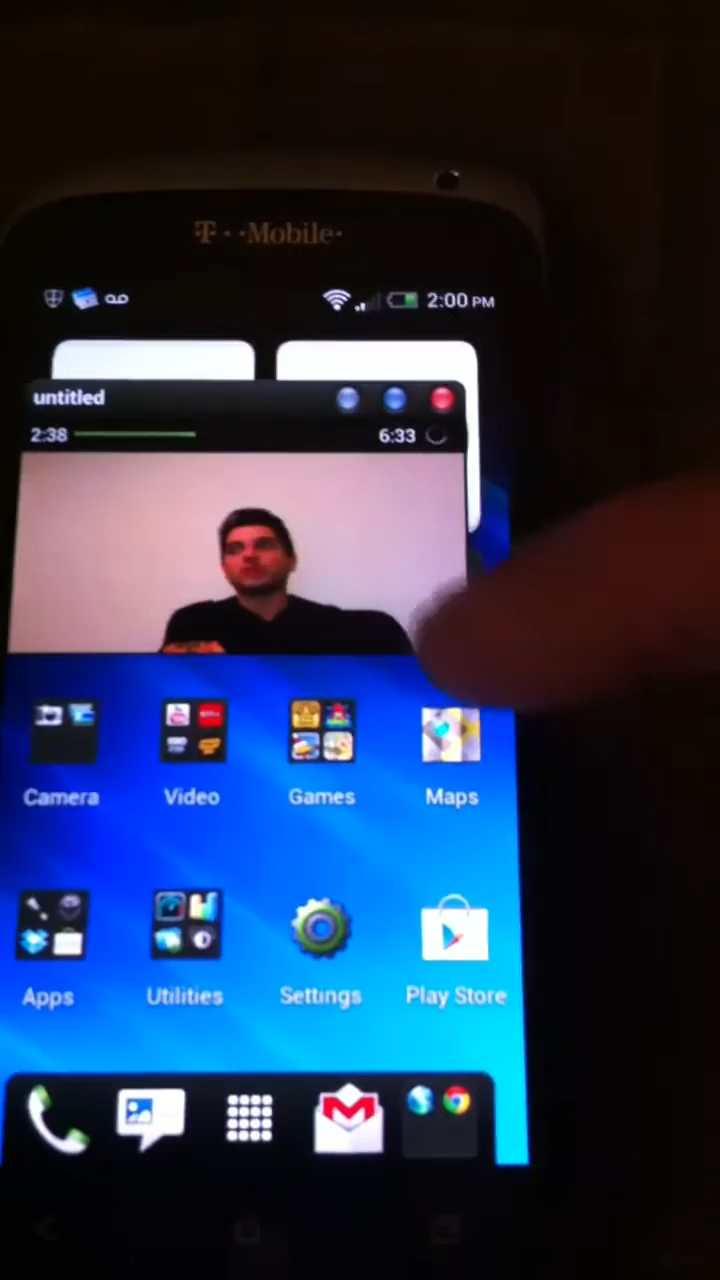 T··Mobile·
2:00 PM
untitled
2:38 6:33
Camera Video Games Maps
Apps Utilities Settings Play Store